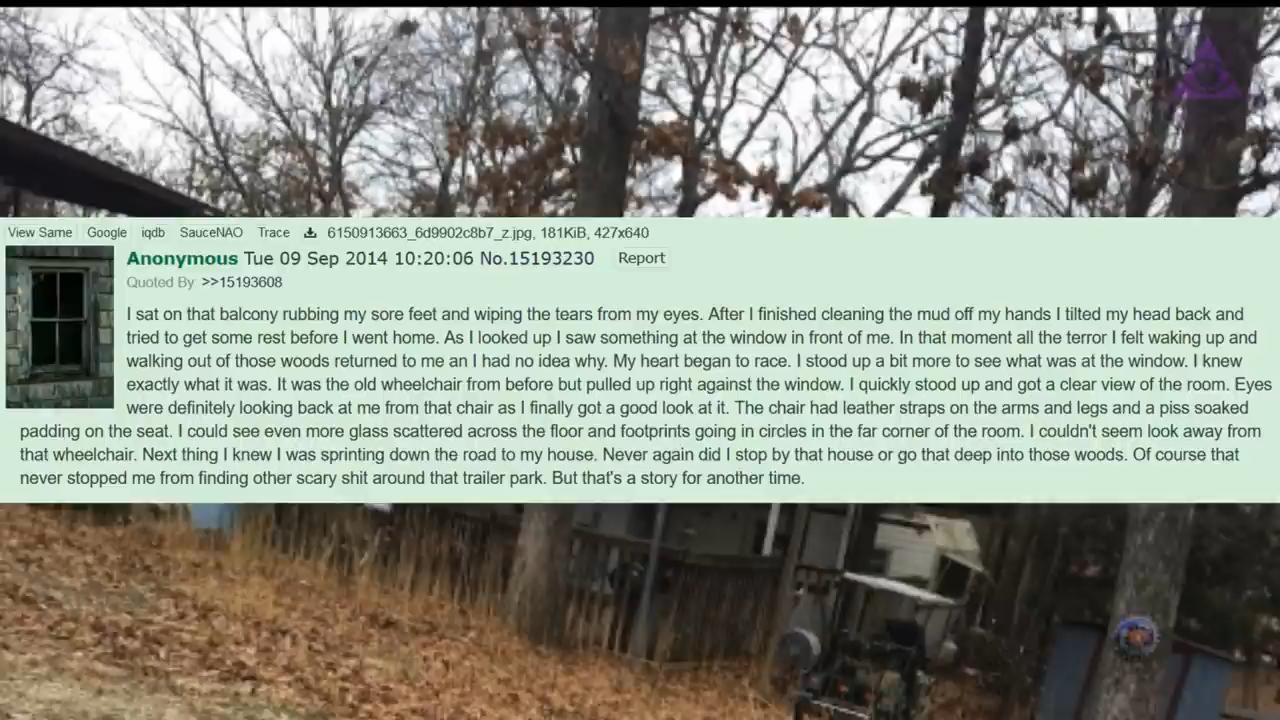 View Same Google iqdb SauceNAO Trace 6150913663_6d9902c8b7_z.jpg, 181KiB, 427x640
Anonymous Tue 09 Sep 2014 10:20:06 No.15193230 Report
Quoted By >>15193608
I sat on that balcony rubbing my sore feet and wiping the tears from my eyes. After I finished cleaning the mud off my hands I tilted my head back and
tried to get some rest before I went home. As I looked up I saw something at the window in front of me. In that moment all the terror I felt waking up and
walking out of those woods returned to me an I had no idea why. My heart began to race. I stood up a bit more to see what was at the window. I knew
exactly what it was. It was the old wheelchair from before but pulled up right against the window. I quickly stood up and got a clear view of the room. Eyes
were definitely looking back at me from that chair as I finally got a good look at it. The chair had leather straps on the arms and legs and a piss soaked
padding on the seat. I could see even more glass scattered across the floor and footprints going in circles in the far corner of the room. I couldn't seem look away from
that wheelchair. Next thing I knew I was sprinting down the road to my house. Never again did I stop by that house or go that deep into those woods. Of course that
never stopped me from finding other scary shit around that trailer park. But that's a story for another time.